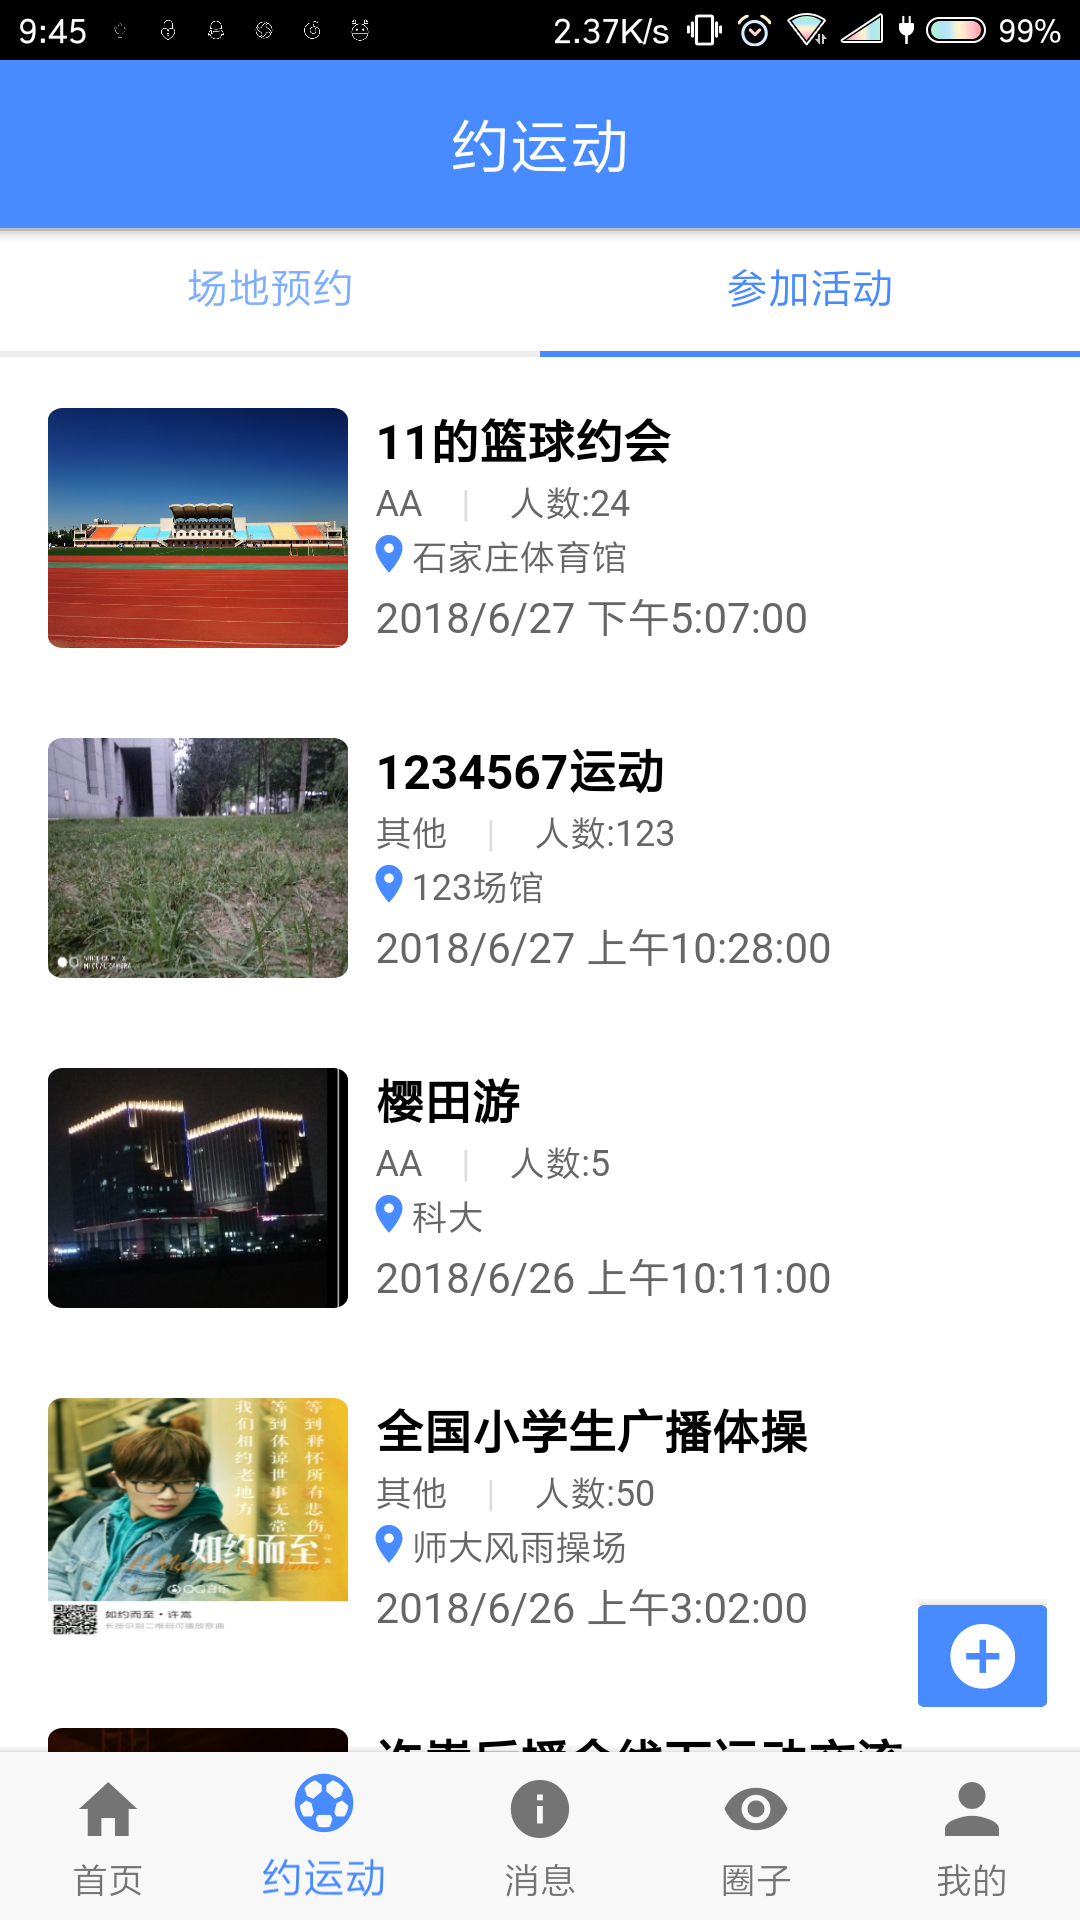 9:45 2.37K/s 99%
约运动
场地预约 参加活动
11的篮球约会
AA | 人数:24
石家庄体育馆
2018/6/27 下午5:07:00
1234567运动
其他 | 人数:123
123场馆
2018/6/27 上午10:28:00
樱田游
AA | 人数:5
科大
2018/6/26 上午10:11:00
全国小学生广播体操
其他 | 人数:50
师大风雨操场
2018/6/26 上午3:02:00
等到释怀所有悲伤
等到体谅世事无常
我们相约老地方
如约而至
如约而至·许嵩
首页 约运动 消息 圈子 我的